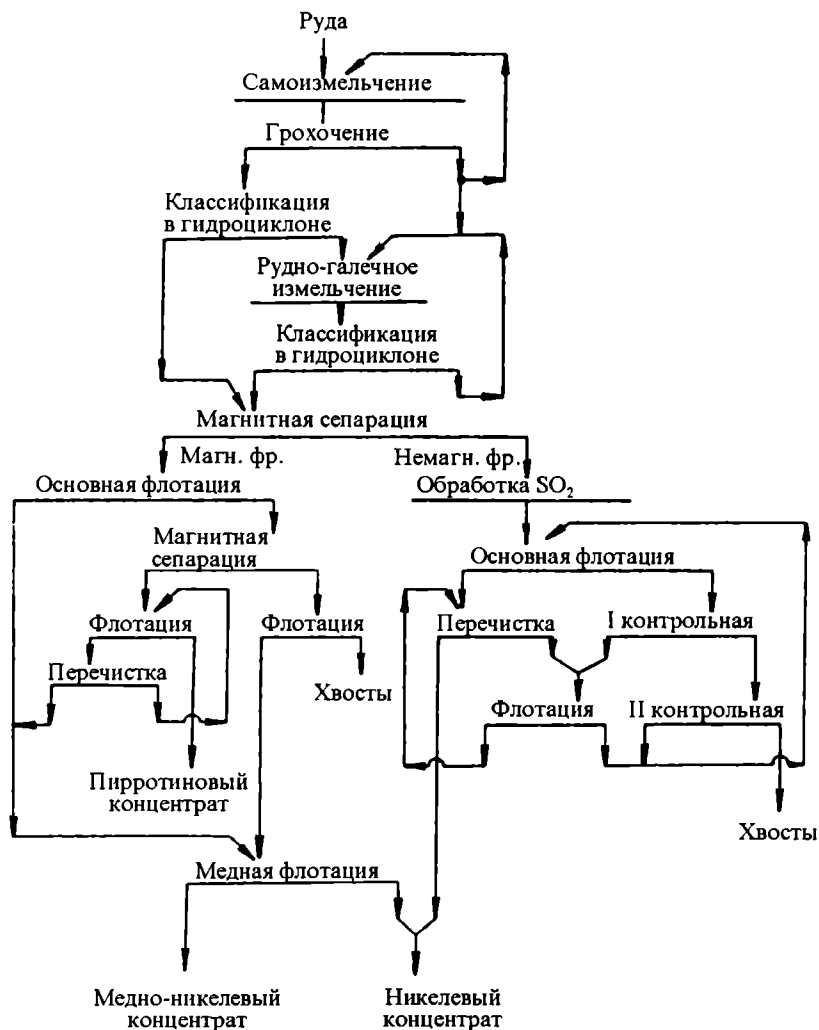 Руда
Самоизмельчение
Грохочение
Классификация
в гидроциклоне
Рудно-галечное
измельчение
Классификация
в гидроциклоне
Магнитная сепарация
Магн. фр.
Немагн. фр.
Основная флотация
Обработка SO₂
Магнитная
сепарация
Основная флотация
Флотация
Флотация
Перечистка
I контрольная
Перечистка
Хвосты
Флотация
II контрольная
Пирротиновый
концентрат
Хвосты
Медная флотация
Медно-никелевый
концентрат
Никелевый
концентрат